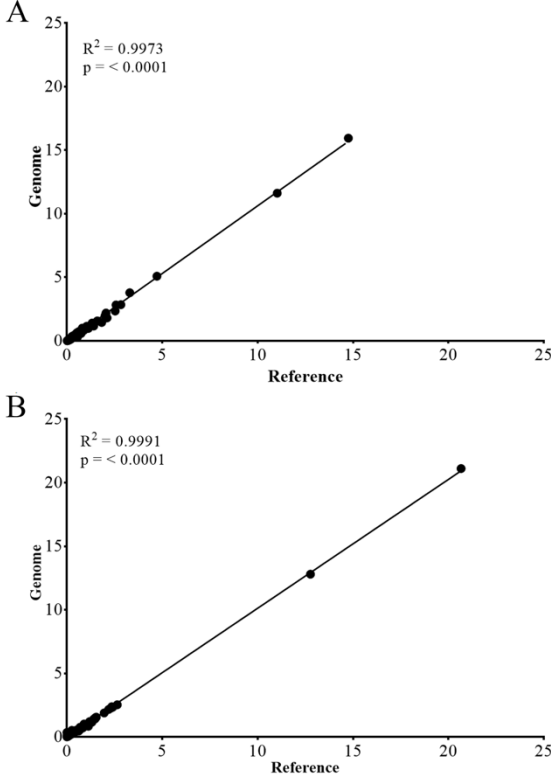 A
R² = 0.9973
p = < 0.0001
Genome
25
20
15
10
5
0
0 5 10 15 20 25
Reference
B
R² = 0.9991
p = < 0.0001
Genome
25
20
15
10
5
0
0 5 10 15 20 25
Reference